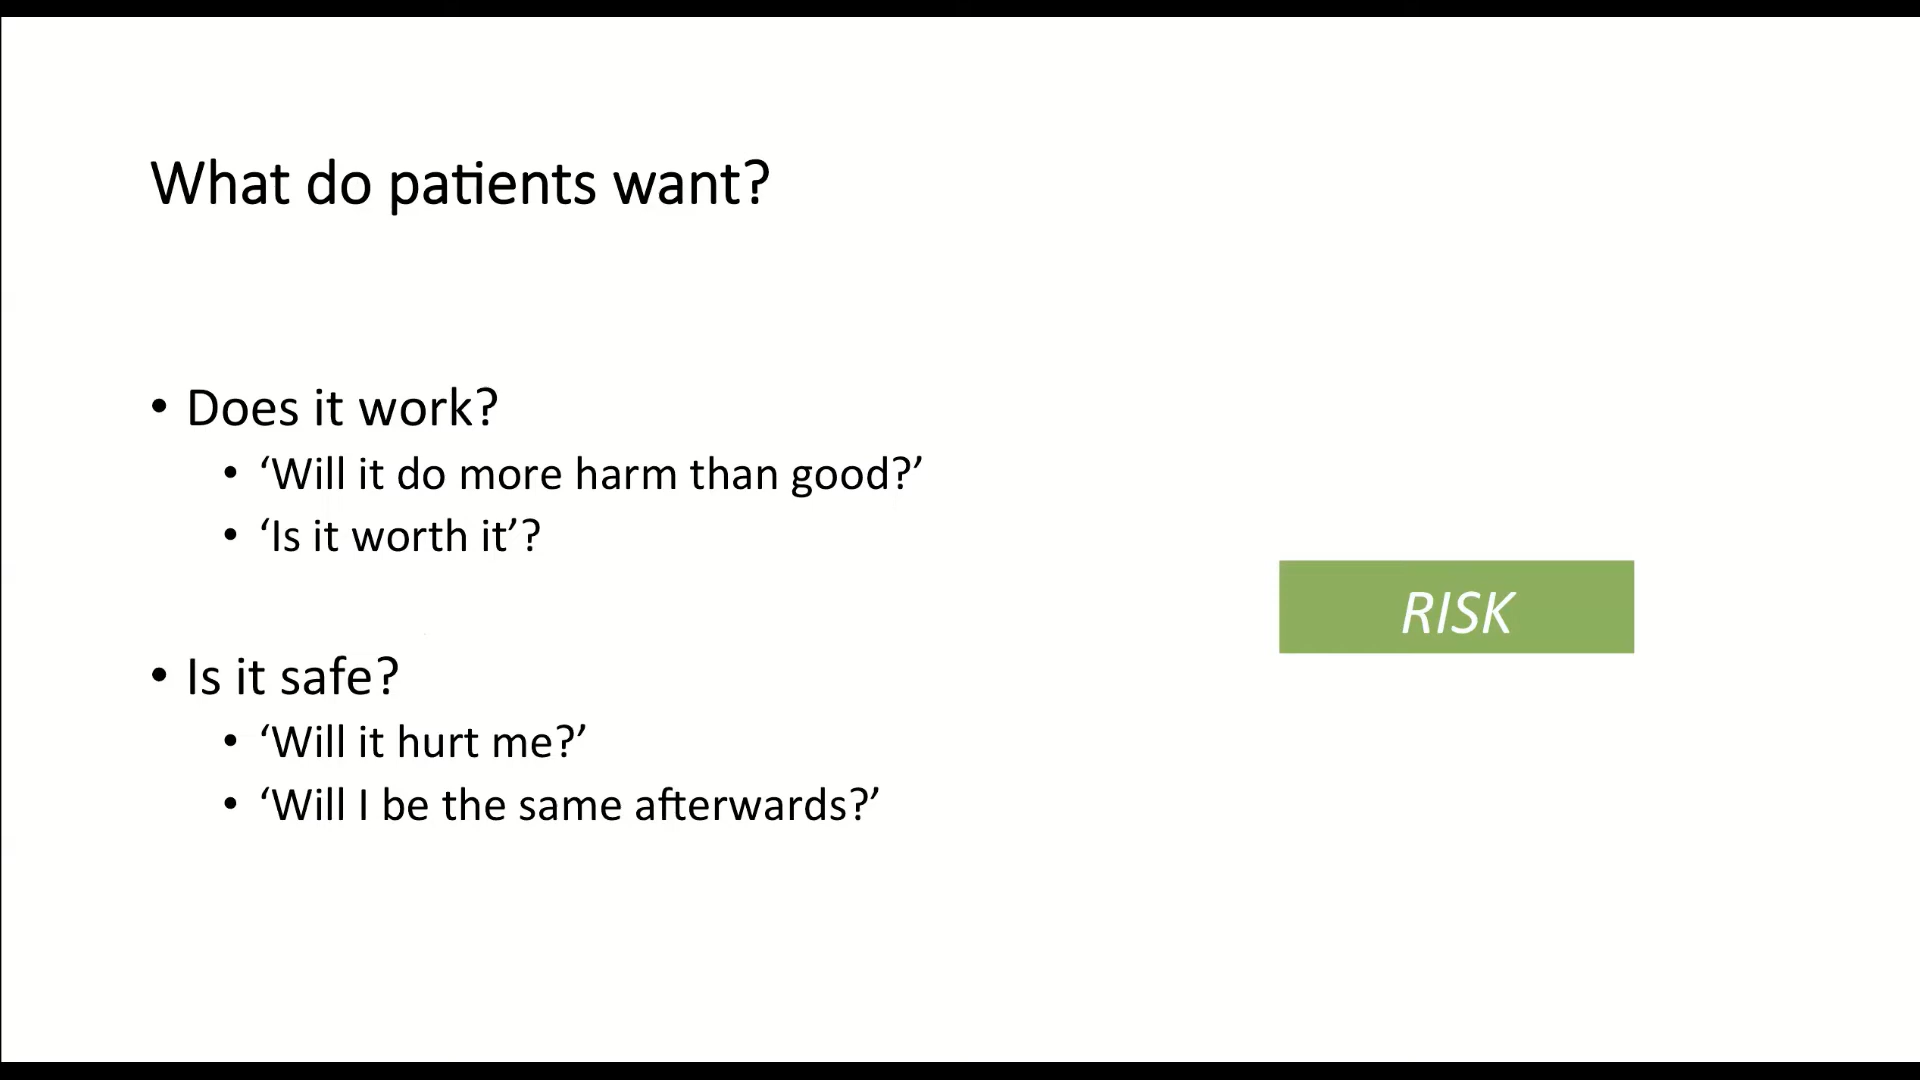 What do patients want?
• Does it work?
• ‘Will it do more harm than good?’
• ‘Is it worth it’?
• Is it safe?
• ‘Will it hurt me?’
• ‘Will I be the same afterwards?’
RISK